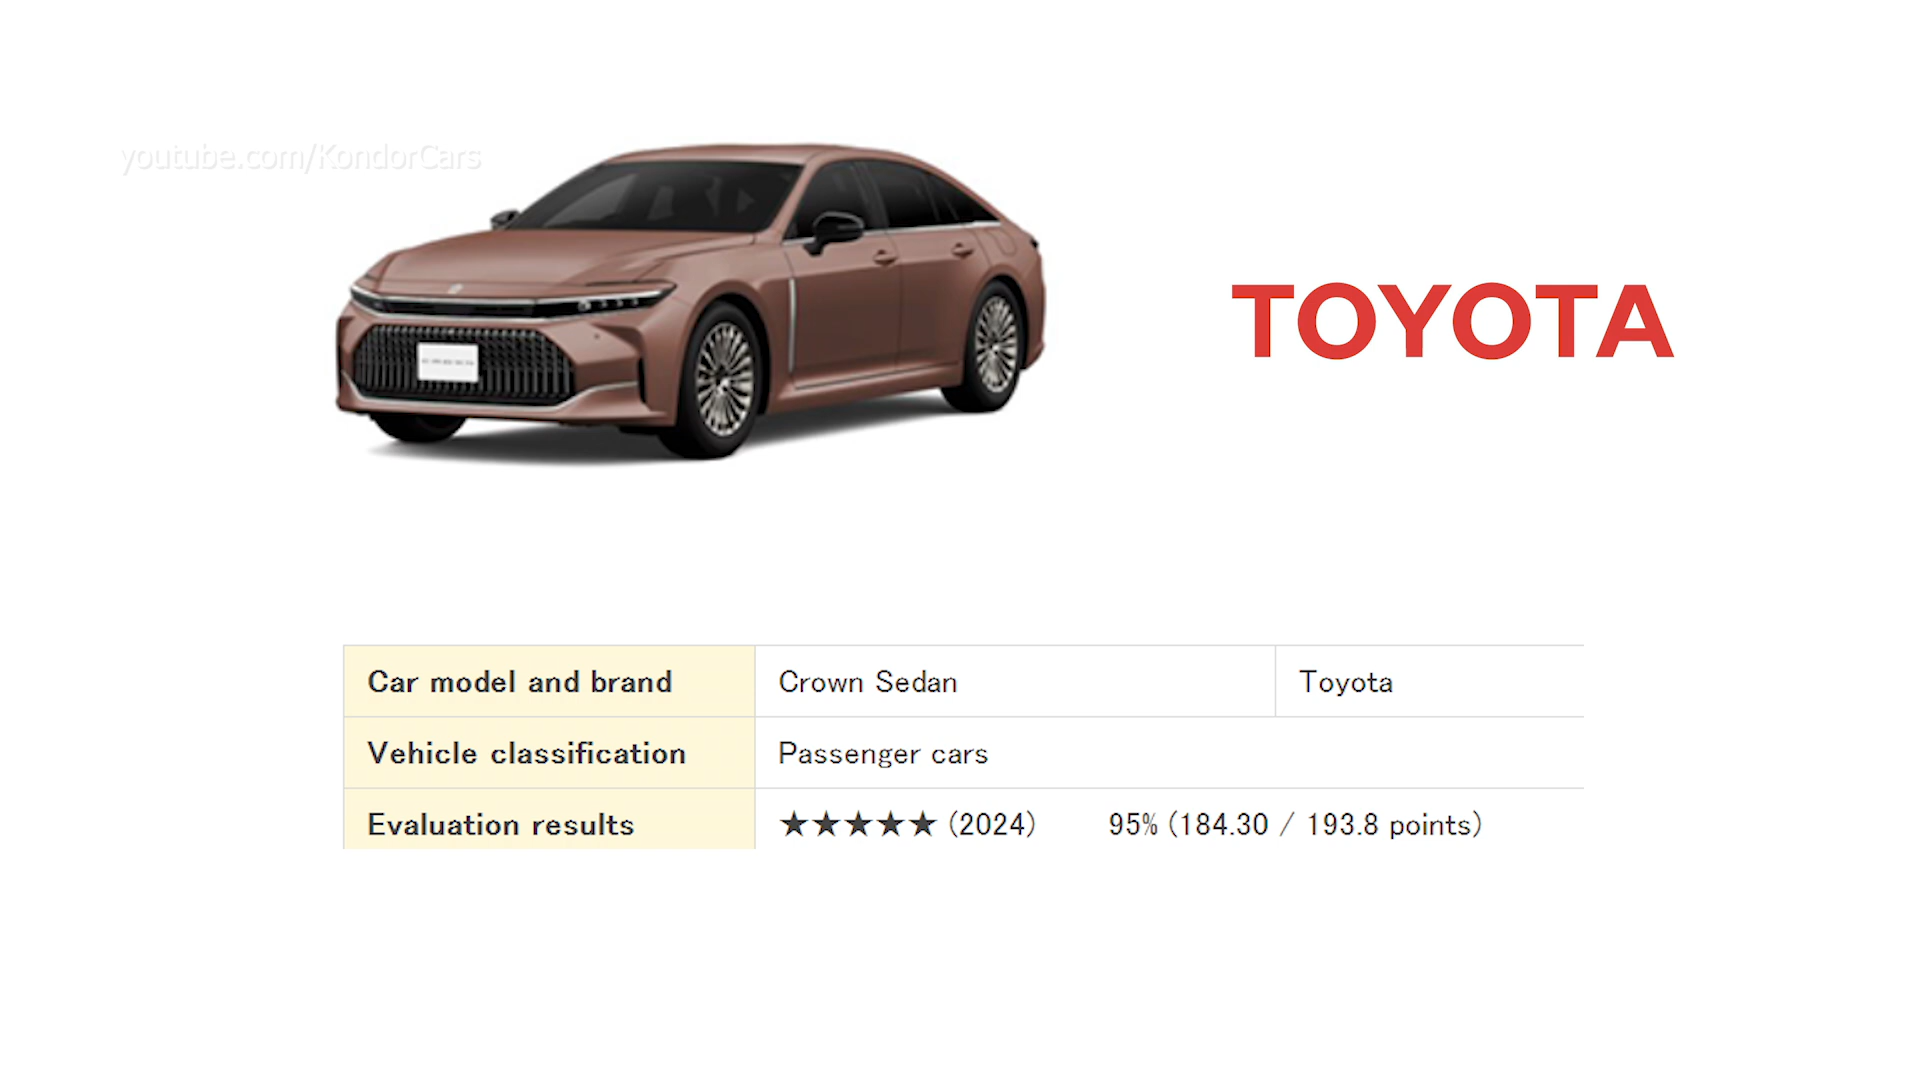 youtube.com/KondorCars
TOYOTA
Car model and brand Crown Sedan Toyota
Vehicle classification Passenger cars
Evaluation results ★★★★★ (2024) 95% (184.30 / 193.8 points)